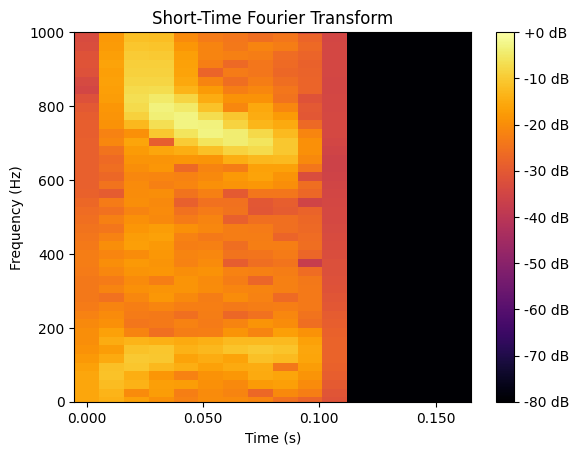 Short-Time Fourier Transform
1000
800
600
400
200
0
Frequency (Hz)
0.000
0.050
0.100
0.150
Time (s)
+0 dB
-10 dB
-20 dB
-30 dB
-40 dB
-50 dB
-60 dB
-70 dB
-80 dB